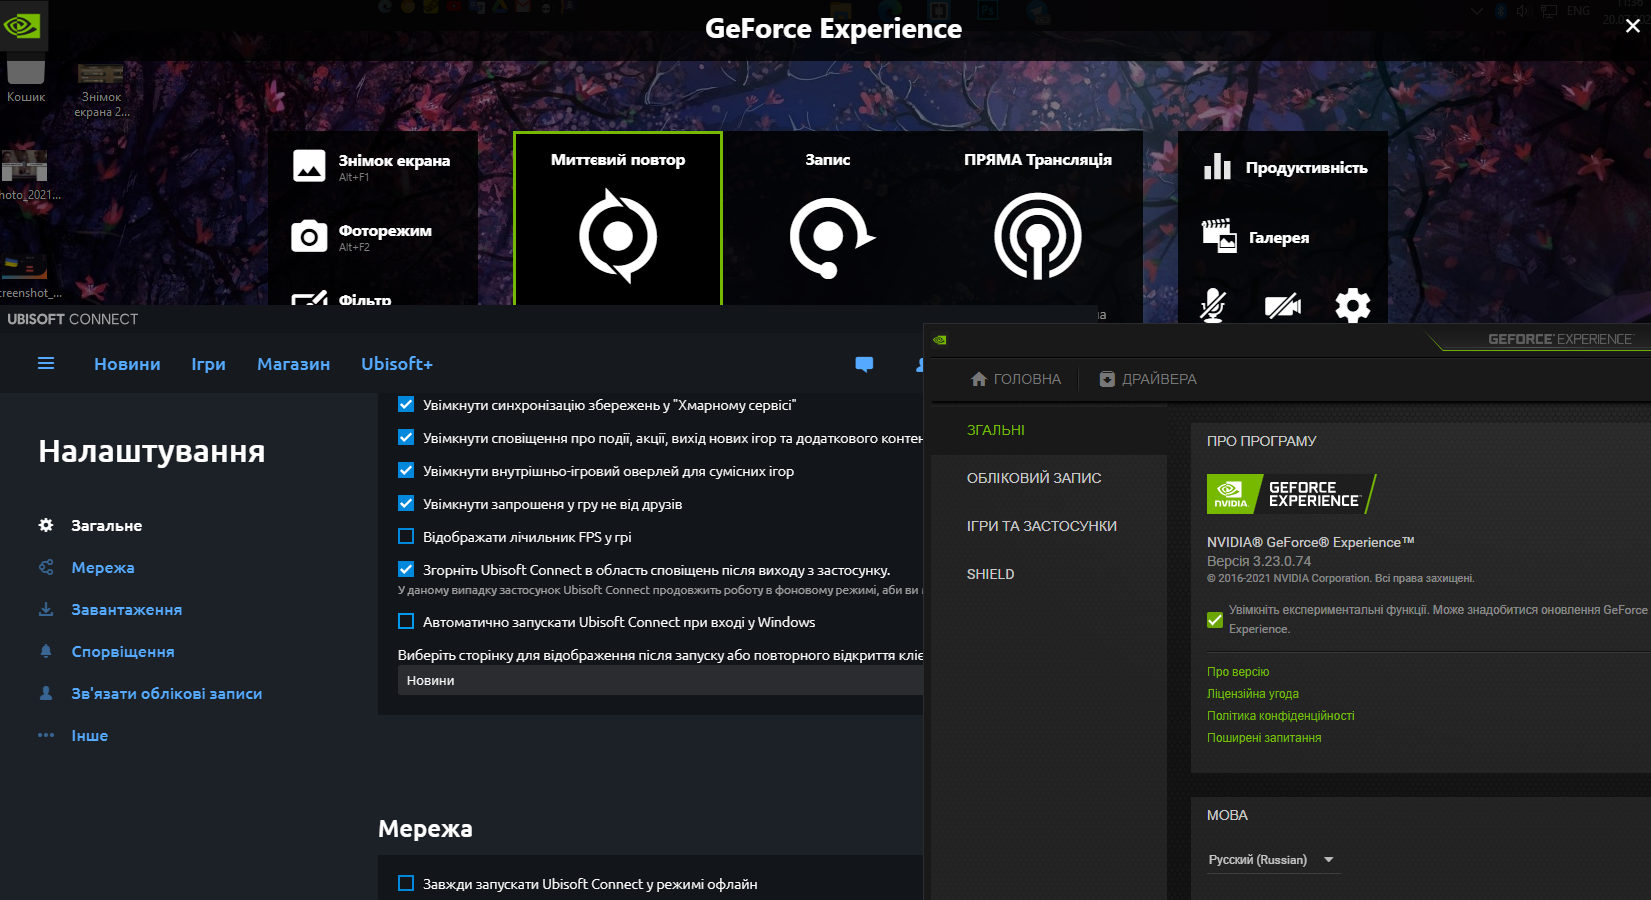 GeForce Experience
ENG
11:36
Кошик
Знімок
екрана 2...
hoto_2021...
creenshot_...
Знімок екрана
Alt+F1
Фоторежим
Alt+F2
Фільтр
Миттєвий повтор
Запис
ПРЯМА Трансляція
Продуктивність
Галерея
UBISOFT CONNECT
Новини
Ігри
Магазин
Ubisoft+
Налаштування
Загальне
Мережа
Завантаження
Спорвіщення
Зв'язати облікові записи
Інше
Увімкнути синхронізацію збережень у "Хмарному сервісі"
Увімкнути сповіщення про події, акції, вихід нових ігор та додаткового контен
Увімкнути внутрішньо-ігровий оверлей для сумісних ігор
Увімкнути запрошеня у гру не від друзів
Відображати лічильник FPS у грі
Згорніть Ubisoft Connect в область сповіщень після виходу з застосунку.
У даному випадку застосунок Ubisoft Connect продовжить роботу в фоновому режимі, аби ви
Автоматично запускати Ubisoft Connect при вході у Windows
Виберіть сторінку для відображення після запуску або повторного відкриття кліє
Новини
Мережа
Завжди запускати Ubisoft Connect у режимі офлайн
GEFORCE EXPERIENCE
ГОЛОВНА
ДРАЙВЕРА
ЗГАЛЬНІ
ОБЛІКОВИЙ ЗАПИС
ІГРИ ТА ЗАСТОСУНКИ
SHIELD
ПРО ПРОГРАМУ
NVIDIA
GEFORCE
EXPERIENCE
NVIDIA® GeForce® Experience™
Версія 3.23.0.74
© 2016-2021 NVIDIA Corporation. Всі права захищені.
Увімкніть експериментальні функції. Може знадобитися оновлення GeForce
Experience.
Про версію
Ліцензійна угода
Політика конфіденційності
Поширені запитання
МОВА
Русский (Russian)